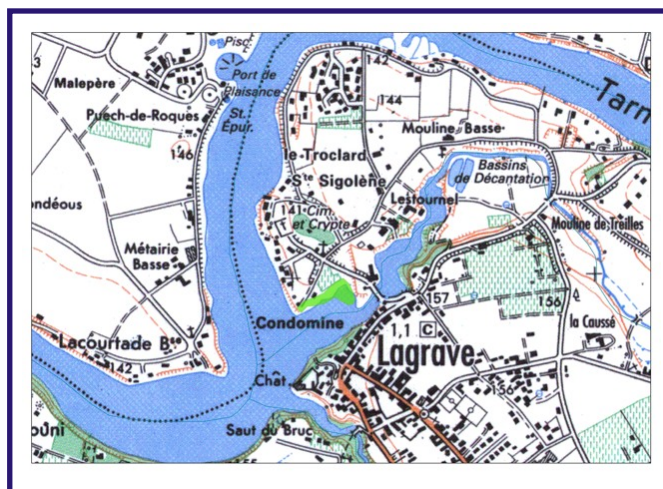 Pisc.
142
Malepère
Port de
Plaisance
144
Tarn
St.
Épur.
Puech-de-Roques
Mouline Basse
146
le Troclard
Ste Sigolène
Bassins
de Décantation
Lestournel
141 Cim.
et Crypte
Mouline de Treilles
Métairie
Basse
157
156
Condomine
la Caussé
1,1 C
Lacourtade Bse
Lagrave
142
Chât
156
Saut du Bruc